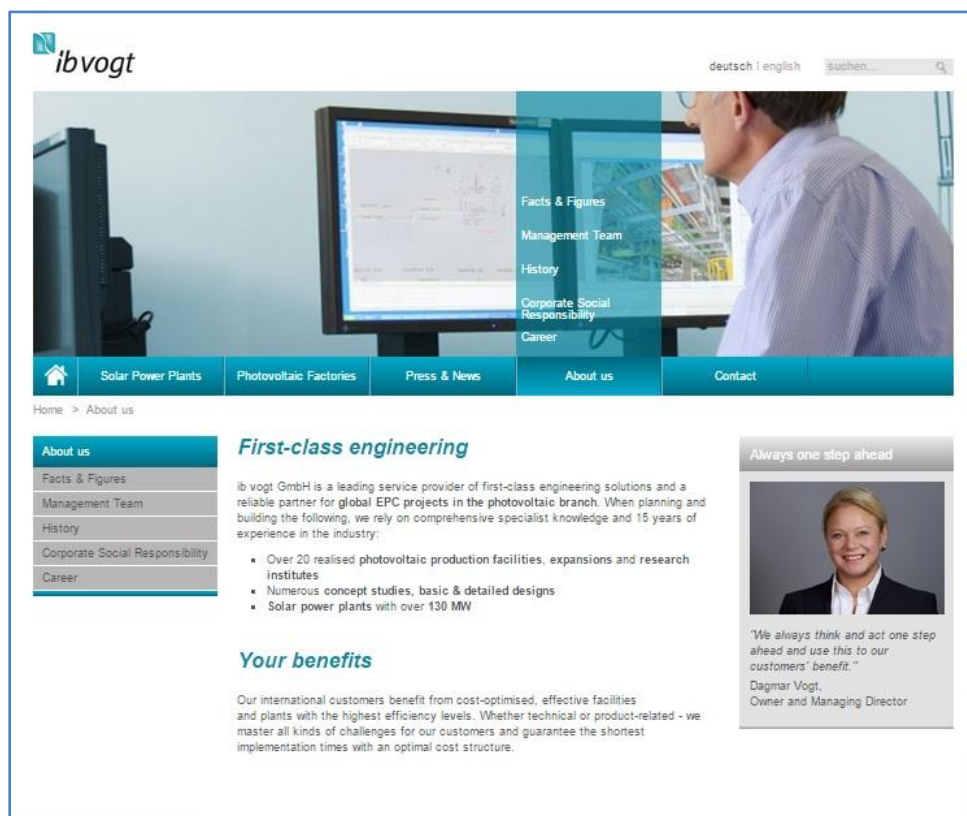 ib vogt
deutsch | english
suchen...
Facts & Figures
Management Team
History
Corporate Social
Responsibility
Career
Solar Power Plants
Photovoltaic Factories
Press & News
About us
Contact
Home > About us
About us
Facts & Figures
Management Team
History
Corporate Social Responsibility
Career
First-class engineering
ib vogt GmbH is a leading service provider of first-class engineering solutions and a
reliable partner for global EPC projects in the photovoltaic branch. When planning and
building the following, we rely on comprehensive specialist knowledge and 15 years of
experience in the industry:
Over 20 realised photovoltaic production facilities, expansions and research
institutes
Numerous concept studies, basic & detailed designs
Solar power plants with over 130 MW
Your benefits
Our international customers benefit from cost-optimised, effective facilities
and plants with the highest efficiency levels. Whether technical or product-related - we
master all kinds of challenges for our customers and guarantee the shortest
implementation times with an optimal cost structure.
Always one step ahead
"We always think and act one step
ahead and use this to our
customers' benefit."
Dagmar Vogt,
Owner and Managing Director